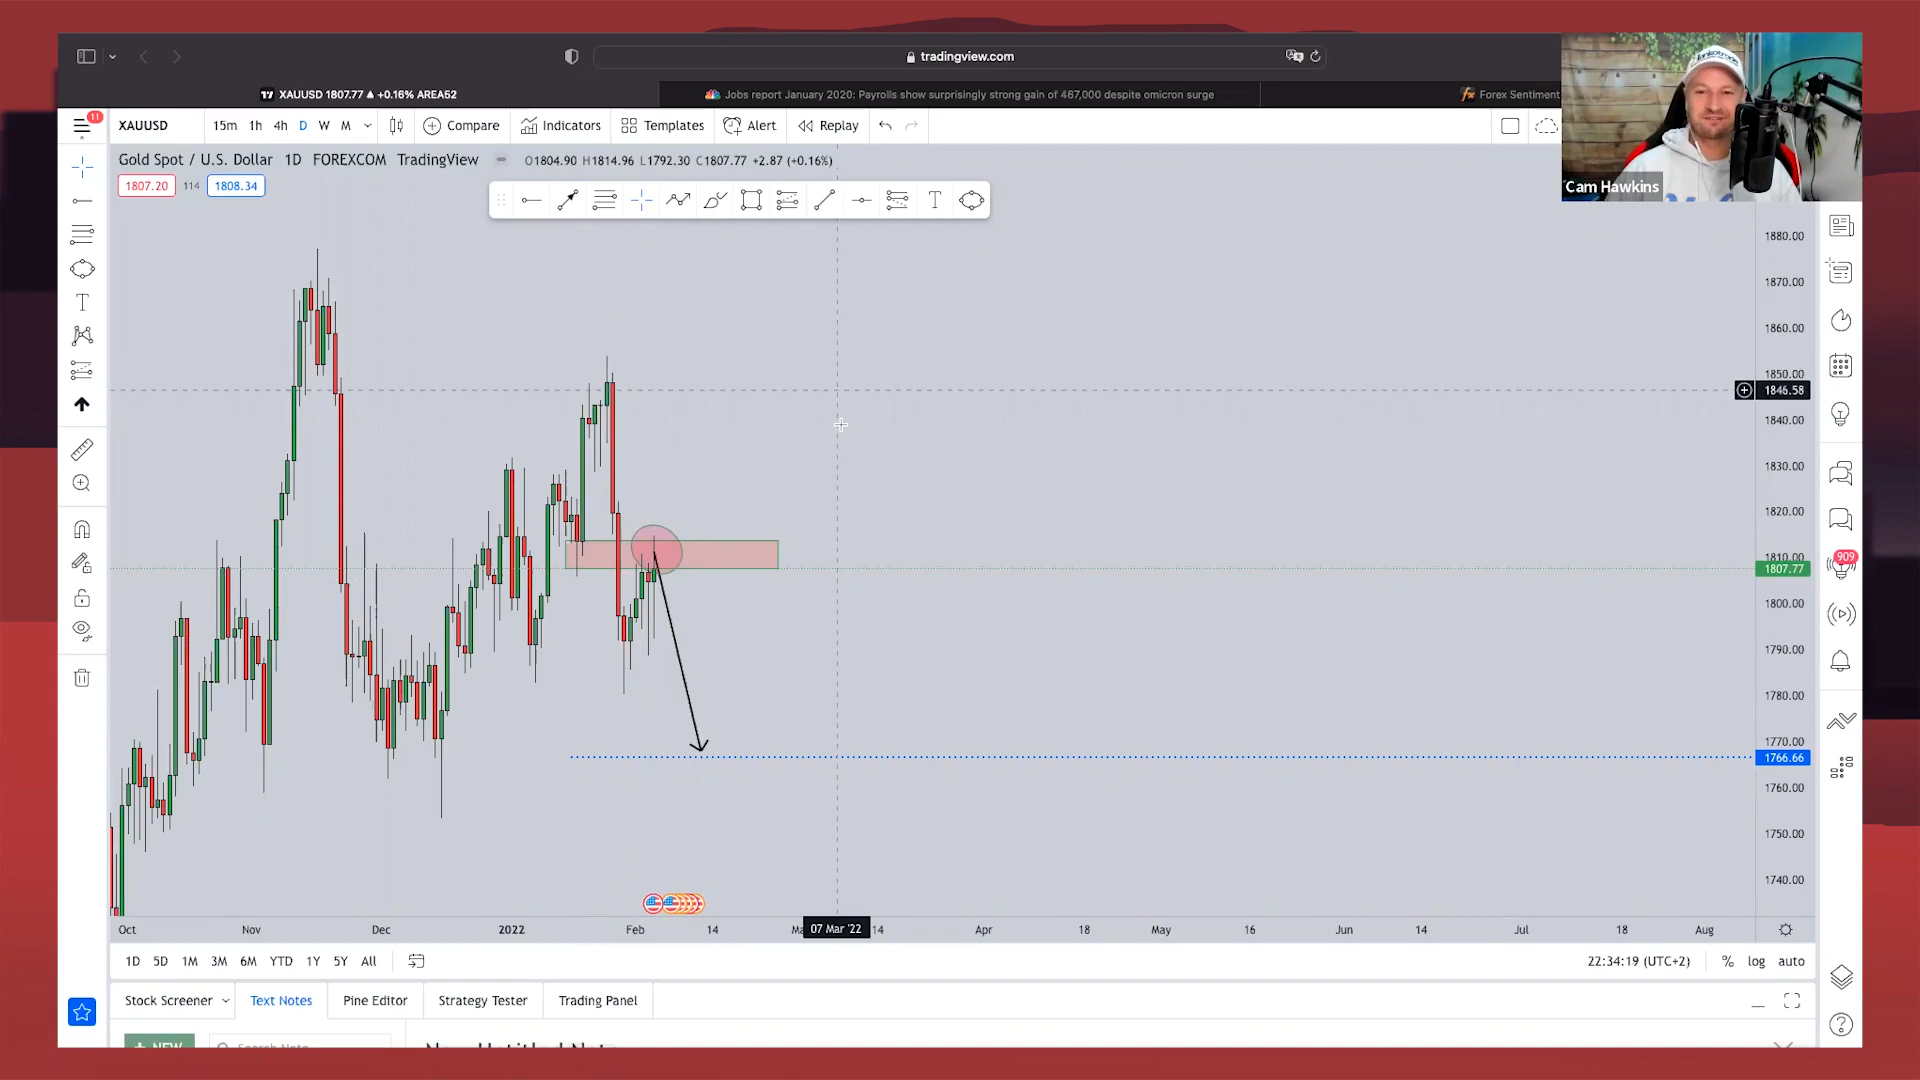 tradingview.com
XAUUSD 1807.77 ▲ +0.16% AREA52
Jobs report January 2020: Payrolls show surprisingly strong gain of 467,000 despite omicron surge
Forex Sentiment
11
XAUUSD
15m 1h 4h D W M
Compare
Indicators
Templates
Alert
Replay
Gold Spot / U.S. Dollar 1D FOREXCOM TradingView
O1804.90 H1814.96 L1792.30 C1807.77 +2.87 (+0.16%)
1807.20 114 1808.34
Cam Hawkins
1880.00
1870.00
1860.00
1850.00
1846.58
1840.00
1830.00
1820.00
1810.00
1807.77
1800.00
1790.00
1780.00
1770.00
1766.66
1760.00
1750.00
1740.00
909
Oct Nov Dec 2022 Feb 14 07 Mar '22 14 Apr 18 May 16 Jun 14 Jul 18 Aug
1D 5D 1M 3M 6M YTD 1Y 5Y All
22:34:19 (UTC+2) % log auto
Stock Screener Text Notes Pine Editor Strategy Tester Trading Panel